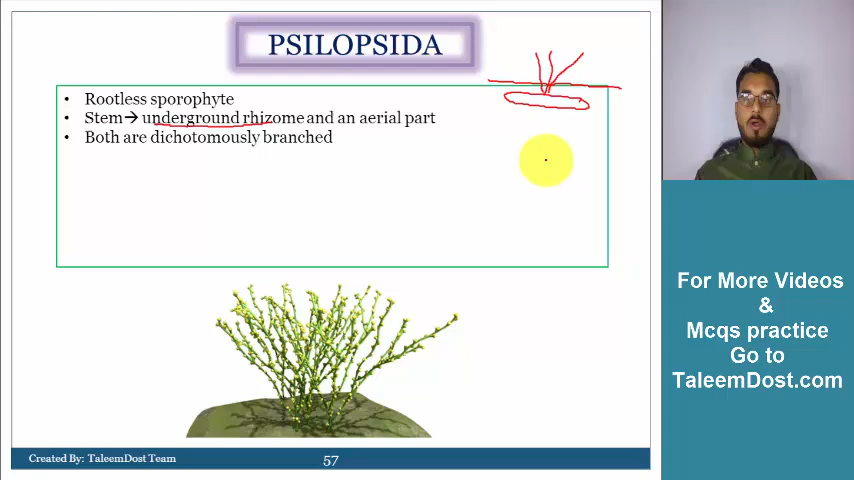 PSILOPSIDA
• Rootless sporophyte
• Stem→ underground rhizome and an aerial part
• Both are dichotomously branched
For More Videos
&
Mcqs practice
Go to
TaleemDost.com
Created By: TaleemDost Team
57